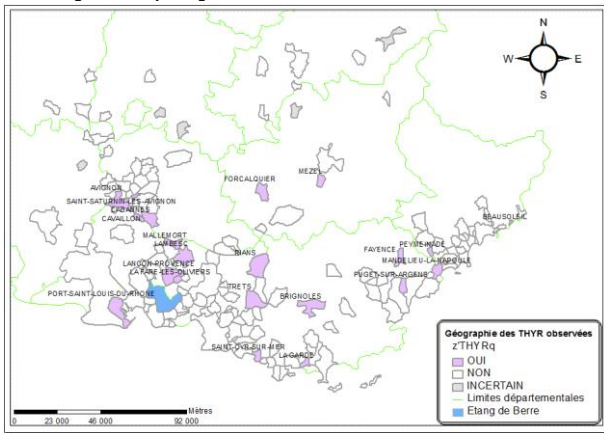 N
W E
S
FORCALQUIER
MEZEL
AVIGNON
SAINT-SATURNIN-LES-AVIGNON
CABANNES
CAVAILLON
BEAUSOLEIL
MALLEMORT
LAMBESC
RIANS
FAYENCE
PEYMEINADE
LANCON-PROVENCE
MANDELIEU-LA-NAPOULE
LA FARE-LES-OLIVIERS
PUGET-SUR-ARGENS
PORT-SAINT-LOUIS-DU-RHONE
TRETS
BRIGNOLES
SAINT-CYR-SUR-MER
LA GARDE
Géographie des THYR observées
z'THYRq
OUI
NON
INCERTAIN
Limites départementales
Etang de Berre
Mètres
0 23 000 46 000 92 000